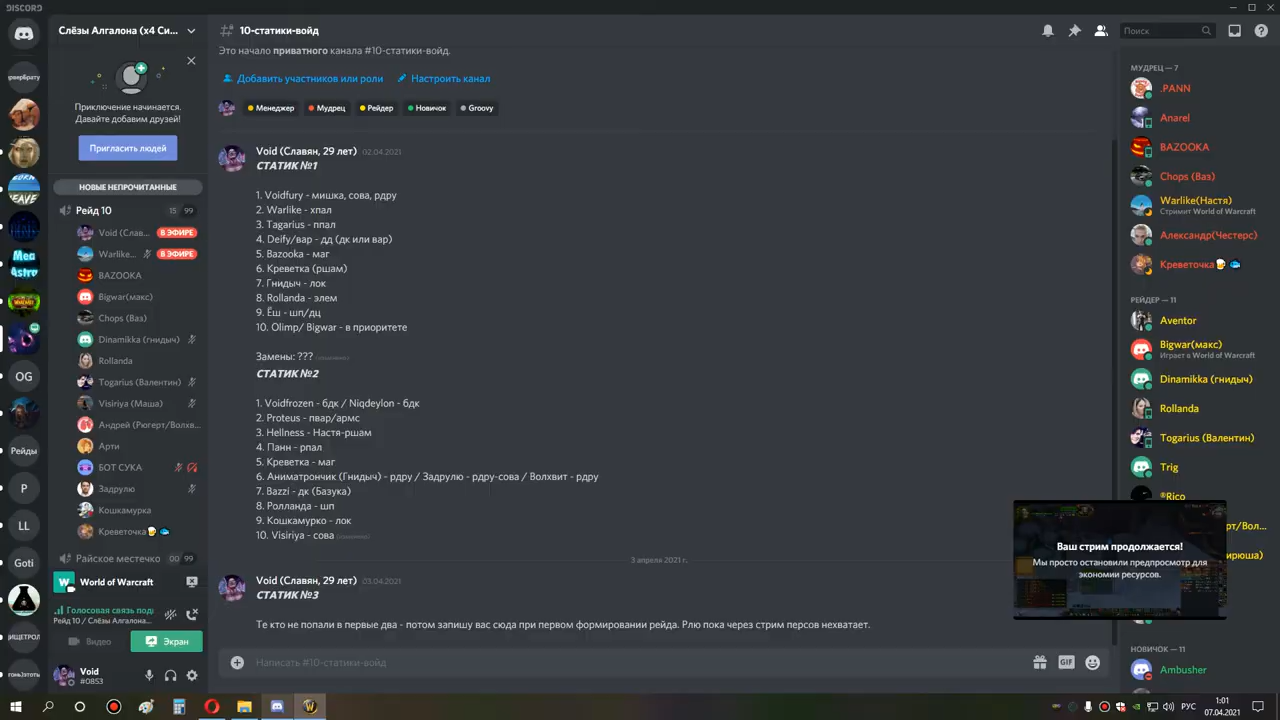 DISCORD
Слёзы Алгалона (x4 Си...
Приключение начинается.
Давайте добавим друзей!
Пригласить людей
НОВЫЕ НЕПРОЧИТАННЫЕ
Рейд 10 15 99
Void (Слав... В ЭФИРЕ
Warlike... В ЭФИРЕ
BAZOOKA
Bigwar(макс)
Chops (Ваз)
Dinamikka (гнидыч)
Rollanda
Togarius (Валентин)
Visiriya (Маша)
Андрей (Рюгерт/Волхв...
Арти
БОТ СУКА
Задрулю
Кошкамурка
Креветочка
Райское местечко 00 99
World of Warcraft
Голосовая связь под
Рейд 10 / Слёзы Алгалона...
Видео
Экран
Void
#0853
OG
Рейды
P
LL
Goti
10-статики-войд
Это начало приватного канала #10-статики-войд.
Добавить участников или роли
Настроить канал
Менеджер Мудрец Рейдер Новичок Groovy
Void (Славян, 29 лет) 02.04.2021
СТАТИК №1
1. Voidfury - мишка, сова, рдру
2. Warlike - хпал
3. Tagarius - ппал
4. Deify/вар - дд (дк или вар)
5. Bazooka - маг
6. Креветка (ршам)
7. Гнидыч - лок
8. Rollanda - элем
9. Ёш - шп/дц
10. Olimp/ Bigwar - в приоритете
Замены: ??? (изменено)
СТАТИК №2
1. Voidfrozen - бдк / Niqdeylon - бдк
2. Proteus - пвар/армс
3. Hellness - Настя-ршам
4. Панн - рпал
5. Креветка - маг
6. Аниматрончик (Гнидыч) - рдру / Задрулю - рдру-сова / Волхвит - рдру
7. Bazzi - дк (Базука)
8. Ролланда - шп
9. Кошкамурко - лок
10. Visiriya - сова (изменено)
3 апреля 2021 г.
Void (Славян, 29 лет) 03.04.2021
СТАТИК №3
Те кто не попали в первые два - потом запишу вас сюда при первом формировании рейда. Рлю пока через стрим персов нехватает.
Написать #10-статики-войд
GIF
Поиск
МУДРЕЦ — 7
.PANN
Anarel
BAZOOKA
Chops (Ваз)
Warlike(Настя)
Стримит World of Warcraft
Александр(Честерс)
Креветочка
РЕЙДЕР — 11
Aventor
Bigwar(макс)
Играет в World of Warcraft
Dinamikka (гнидыч)
Rollanda
Togarius (Валентин)
Trig
®Rico
Ваш стрим продолжается!
Мы просто остановили предпросмотр для
экономии ресурсов.
НОВИЧОК — 11
Ambusher
РУС
1:01
07.04.2021